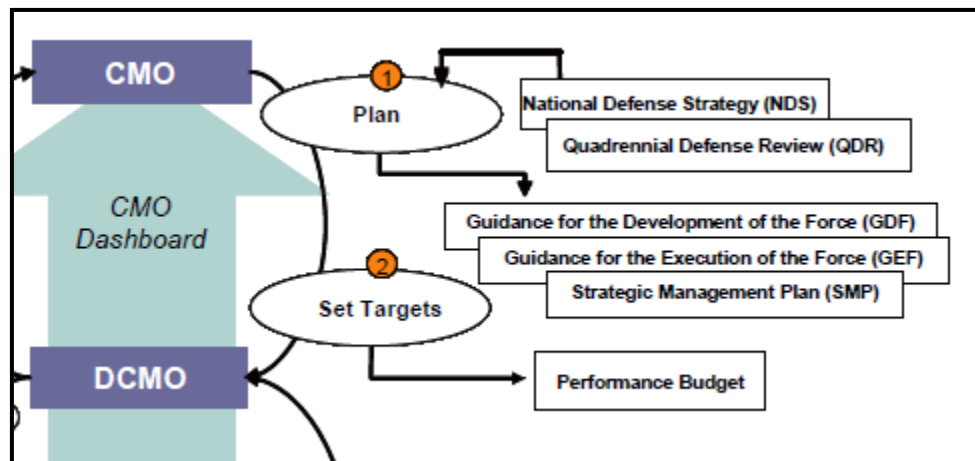 CMO
1
Plan
National Defense Strategy (NDS)
Quadrennial Defense Review (QDR)
CMO
Dashboard
Guidance for the Development of the Force (GDF)
Guidance for the Execution of the Force (GEF)
Strategic Management Plan (SMP)
2
Set Targets
DCMO
Performance Budget